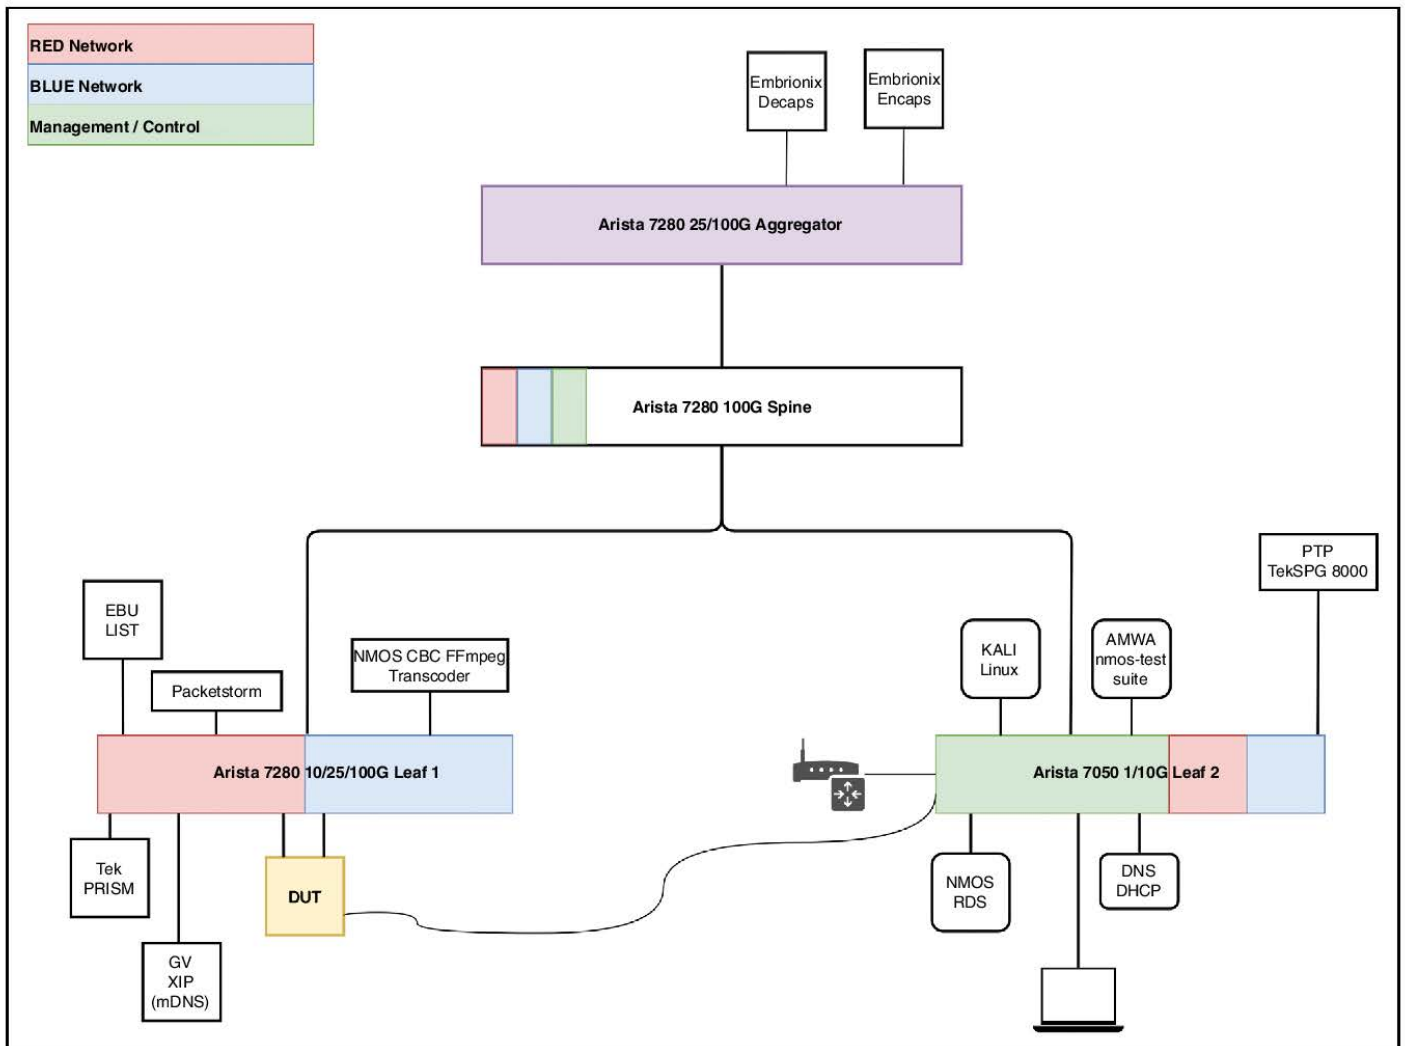 RED Network
BLUE Network
Management / Control
Embrionix
Decaps
Embrionix
Encaps
Arista 7280 25/100G Aggregator
Arista 7280 100G Spine
PTP
TekSPG 8000
EBU
LIST
Packetstorm
NMOS CBC FFmpeg
Transcoder
KALI
Linux
AMWA
nmos-test
suite
Arista 7280 10/25/100G Leaf 1
Arista 7050 1/10G Leaf 2
Tek
PRISM
DUT
GV
XIP
(mDNS)
NMOS
RDS
DNS
DHCP